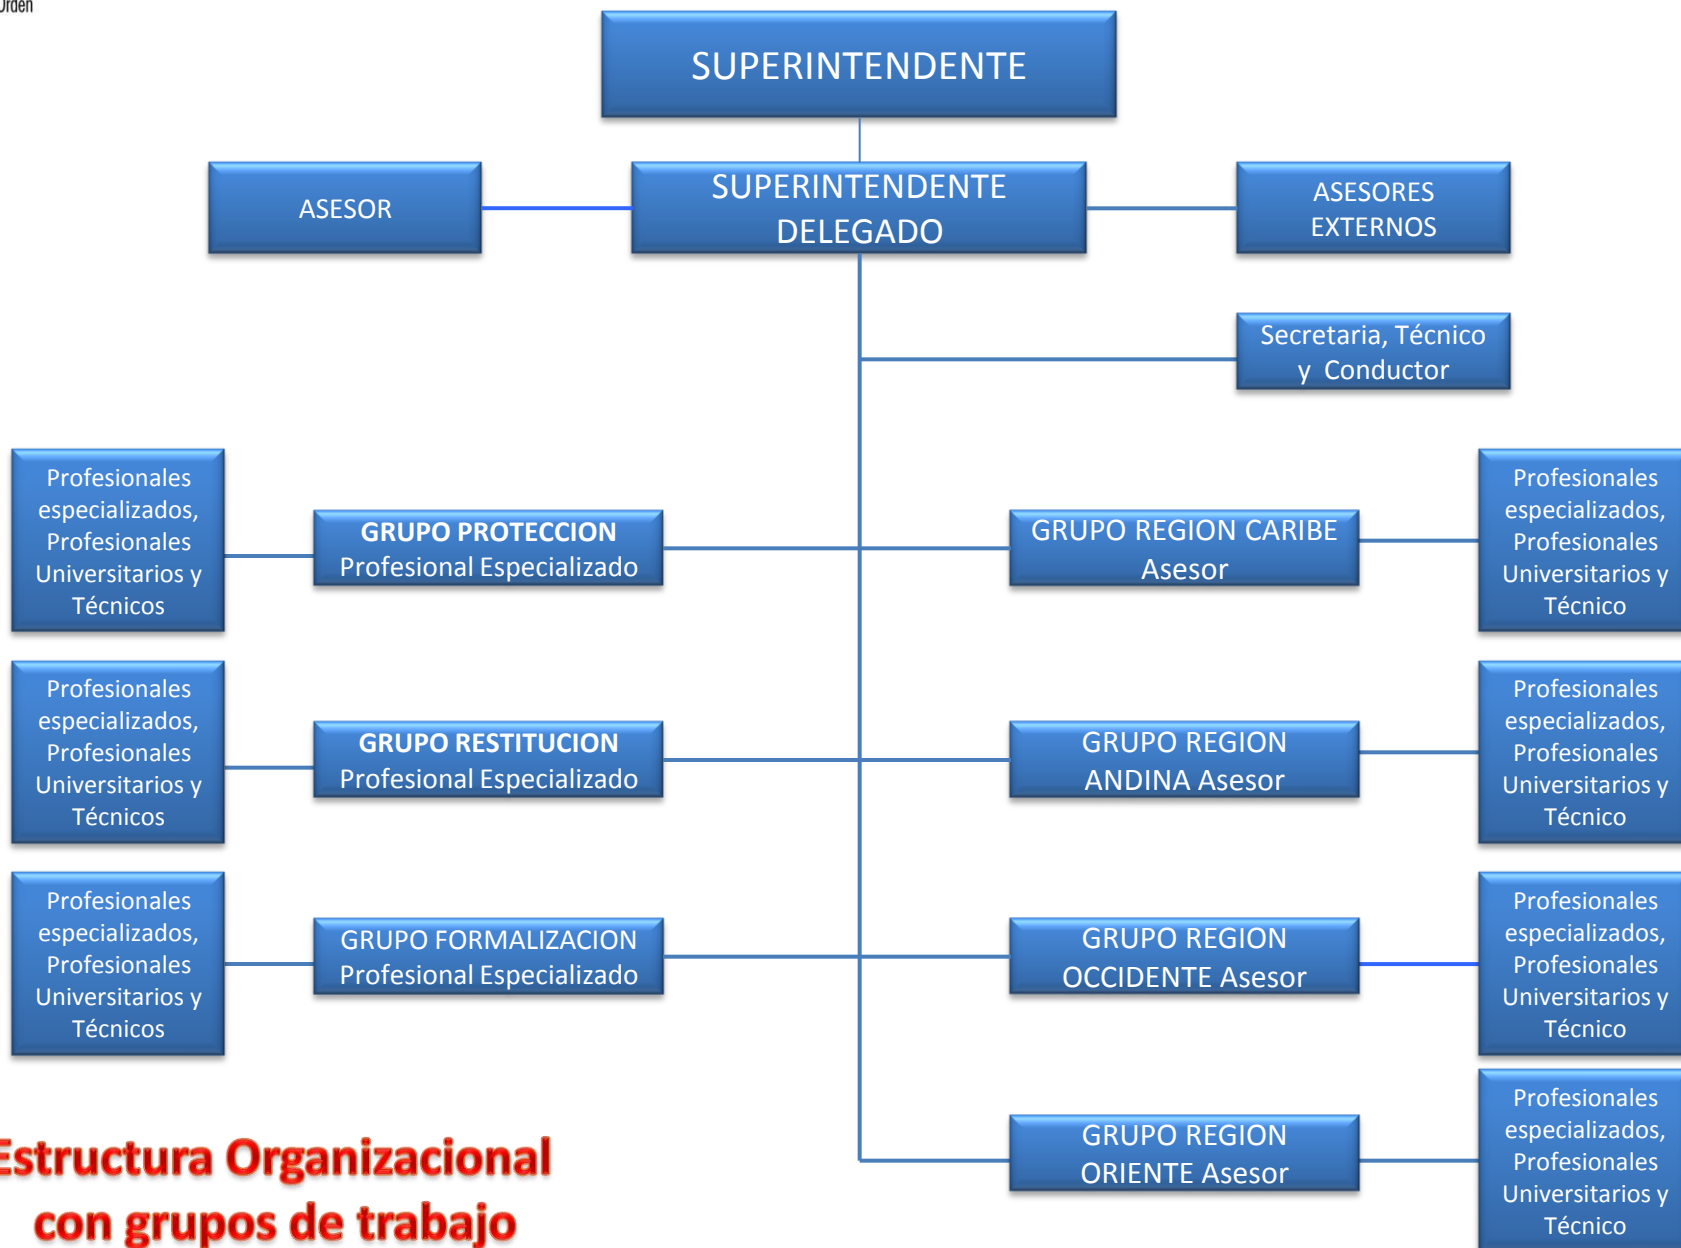 Orden
SUPERINTENDENTE
ASESOR
SUPERINTENDENTE
DELEGADO
ASESORES
EXTERNOS
Secretaria, Técnico
y Conductor
Profesionales
especializados,
Profesionales
Universitarios y
Técnicos
GRUPO PROTECCION
Profesional Especializado
GRUPO REGION CARIBE
Asesor
Profesionales
especializados,
Profesionales
Universitarios y
Técnico
Profesionales
especializados,
Profesionales
Universitarios y
Técnicos
GRUPO RESTITUCION
Profesional Especializado
GRUPO REGION
ANDINA Asesor
Profesionales
especializados,
Profesionales
Universitarios y
Técnico
Profesionales
especializados,
Profesionales
Universitarios y
Técnicos
GRUPO FORMALIZACION
Profesional Especializado
GRUPO REGION
OCCIDENTE Asesor
Profesionales
especializados,
Profesionales
Universitarios y
Técnico
GRUPO REGION
ORIENTE Asesor
Profesionales
especializados,
Profesionales
Universitarios y
Técnico
Estructura Organizacional
con grupos de trabajo